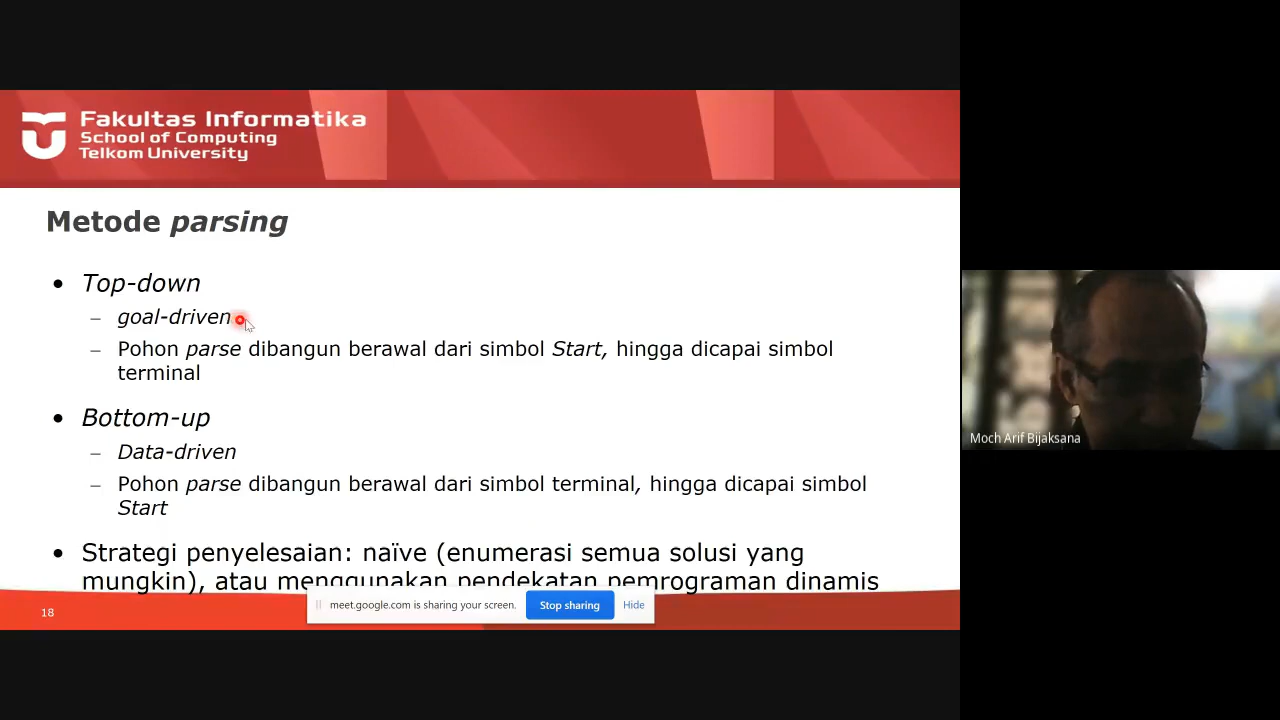 Fakultas Informatika
School of Computing
Telkom University
Metode parsing
• Top-down
– goal-driven
– Pohon parse dibangun berawal dari simbol Start, hingga dicapai simbol
terminal
• Bottom-up
– Data-driven
– Pohon parse dibangun berawal dari simbol terminal, hingga dicapai simbol
Start
• Strategi penyelesaian: naïve (enumerasi semua solusi yang
mungkin), atau menggunakan pendekatan pemrograman dinamis
18
meet.google.com is sharing your screen.
Stop sharing
Hide
Moch Arif Bijaksana